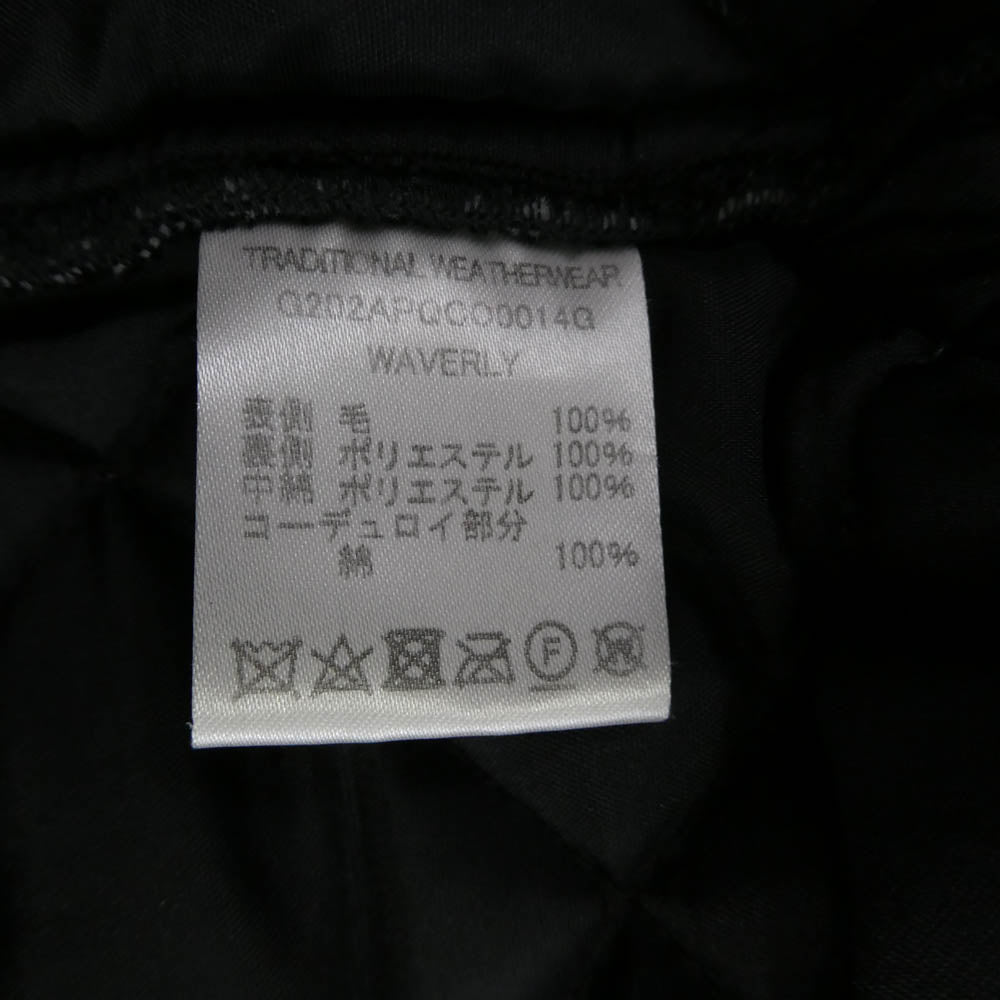 TRADITIONAL WEATHERWEAR
G202APQCO0014G
WAVERLY
表側 毛 100%
裏側 ポリエステル 100%
中綿 ポリエステル 100%
コーデュロイ部分
綿 100%
F
W